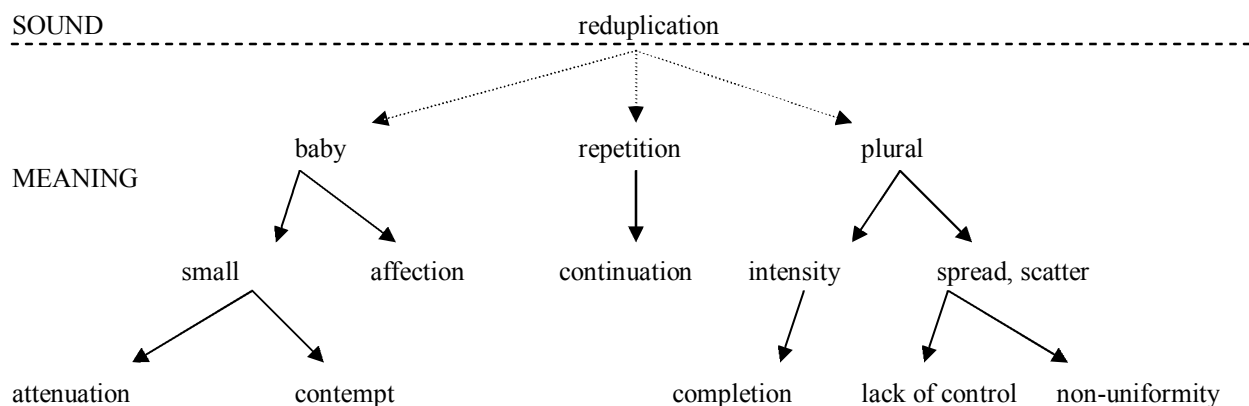 SOUND reduplication
baby repetition plural
MEANING
small affection continuation intensity spread, scatter
attenuation contempt completion lack of control non-uniformity